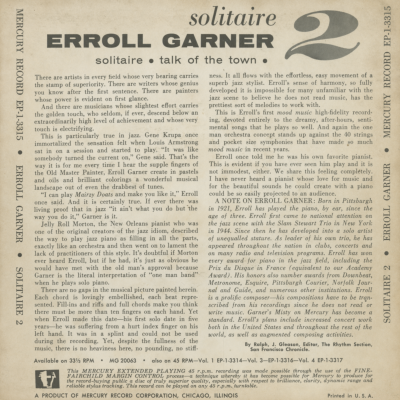 solitaire
2
ERROLL GARNER
solitaire • talk of the town •
MERCURY RECORD EP-1-3315 • ERROLL GARNER • SOLITAIRE 2
There are artists in every field whose very bearing carries
the stamp of superiority. There are writers whose genius
you know after the first sentence. There are painters
whose power is evident on first glance.
And there are musicians whose slightest effort carries
the golden touch, who seldom, if ever, descend below an
extraordinarily high level of achievement and whose very
touch is electrifying.
This is particularly true in jazz. Gene Krupa once
immortalized the sensation felt when Louis Armstrong
sat in on a session and started to play. "It was like
somebody turned the current on," Gene said. That's the
way it is for me every time I hear the supple fingers of
the Old Master Painter, Erroll Garner create in pastels
and oils and brilliant colorings a wonderful musical
landscape out of even the drabbest of tunes.
"I can play Mairzy Doats and make you like it," Erroll
once said. And it is certainly true. If ever there was
living proof that in jazz "it ain't what you do but the
way you do it," Garner is it.
Jelly Roll Morton, the New Orleans pianist who was
one of the original creators of the jazz idiom, described
the way to play jazz piano as filling in all the parts,
exactly like an orchestra and then went on to lament the
lack of practitioners of this style. It's doubtful if Morton
ever heard Erroll, but if he had, it's just as obvious he
would have met with the old man's approval because
Garner is the literal interpretation of "one man band"
when he plays solo piano.
There are no gaps in the musical picture painted herein.
Each chord is lovingly embellished, each beat repre-
sented. Fill-ins and riffs and full chords make you think
there must be more than ten fingers on each hand. Yet
when Erroll made this date—his first solo date in five
years—he was suffering from a hurt index finger on his
left hand. It was in a splint and could not be used
during the recording. Yet, despite the fullness of the
music, there is no heaviness here, no pounding, no stiff-
ness. It all flows with the effortless, easy movement of a
superb jazz stylist. Erroll's sense of harmony, so fully
developed it is impossible for many unfamiliar with the
jazz scene to believe he does not read music, has the
prettiest sort of melodies to work with.
This is Erroll's first mood music high-fidelity record-
ing, devoted entirely to the dreamy, after-hours, senti-
mental songs that he plays so well. And again the one
man orchestra concept stands up against the 40 strings
and pocket size symphonies that have made so much
mood music in recent years.
Erroll once told me he was his own favorite pianist.
This is evident if you have ever seen him play and it is
not immodest, either. We share this feeling completely.
I have never heard a pianist whose love for music and
for the beautiful sounds he could create with a piano
could be so easily projected to an audience.
A NOTE ON ERROLL GARNER: Born in Pittsburgh
in 1921, Erroll has played the piano, by ear, since the
age of three. Erroll first came to national attention on
the jazz scene with the Slam Stewart Trio in New York
in 1944. Since then he has developed into a solo artist
of unequalled stature. As leader of his own trio, he has
appeared throughout the nation in clubs, concerts and
on many radio and television programs. Erroll has won
every award for piano in the jazz field, including the
Prix du Disque in France (equivalent to our Academy
Award). His honors also number awards from Downbeat,
Metronome, Esquire, Pittsburgh Courier, Norfolk Jour-
nal and Guide, and numerous other institutions. Erroll
is a prolific composer—his compositions have to be tran-
scribed from his recordings since he does not read or
write music. Garner's Misty on Mercury has become a
standard. Erroll's plans include increased concert work
both in the United States and throughout the rest of the
world, as well as augmented composing activities.
By Ralph J. Gleason, Editor, The Rhythm Section,
San Francisco Chronicle.
MERCURY RECORD EP-1-3315 • ERROLL GARNER • SOLITAIRE 2
Available on 33⅓ RPM • MG 20063 • also on 45 RPM—Vol. 1 EP-1-3314—Vol. 3—EP-1-3316—Vol. 4 EP-1-3317
This MERCURY EXTENDED PLAYING 45 r.p.m. recording was made possible through the use of the FINE-
FAIRCHILD MARGIN CONTROL process—a technique whereby it has become possible for Mercury to produce for
the record-buying public a disc of truly superior quality, especially with respect to brilliance, clarity, dynamic range and
reliable stylus tracking. This record can be played on any 45 r.p.m. turntable.
A PRODUCT OF MERCURY RECORD CORPORATION, CHICAGO, ILLINOIS
Printed in U. S. A.